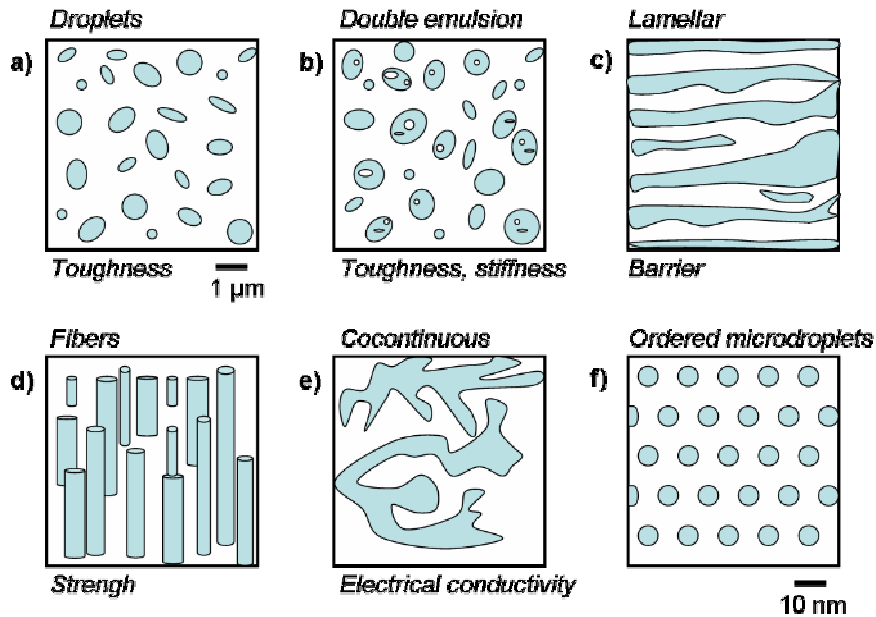 Droplets
Double emulsion
Lamellar
a)
b)
c)
Toughness
1 µm
Toughness, stiffness
Barrier
Fibers
Cocontinuous
Ordered microdroplets
d)
e)
f)
Strengh
Electrical conductivity
10 nm